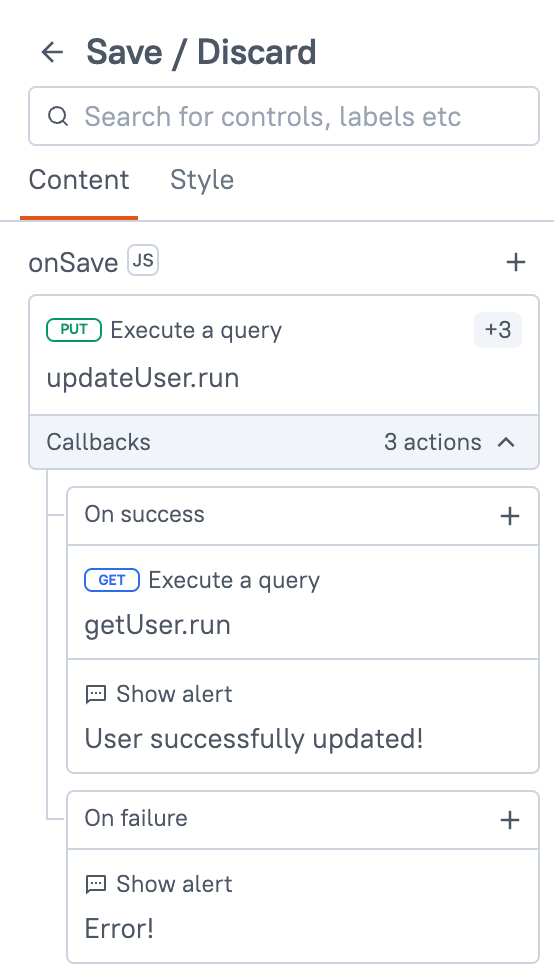 Save / Discard
Search for controls, labels etc
Content Style
onSave JS
PUT Execute a query +3
updateUser.run
Callbacks 3 actions
On success
GET Execute a query
getUser.run
Show alert
User successfully updated!
On failure
Show alert
Error!